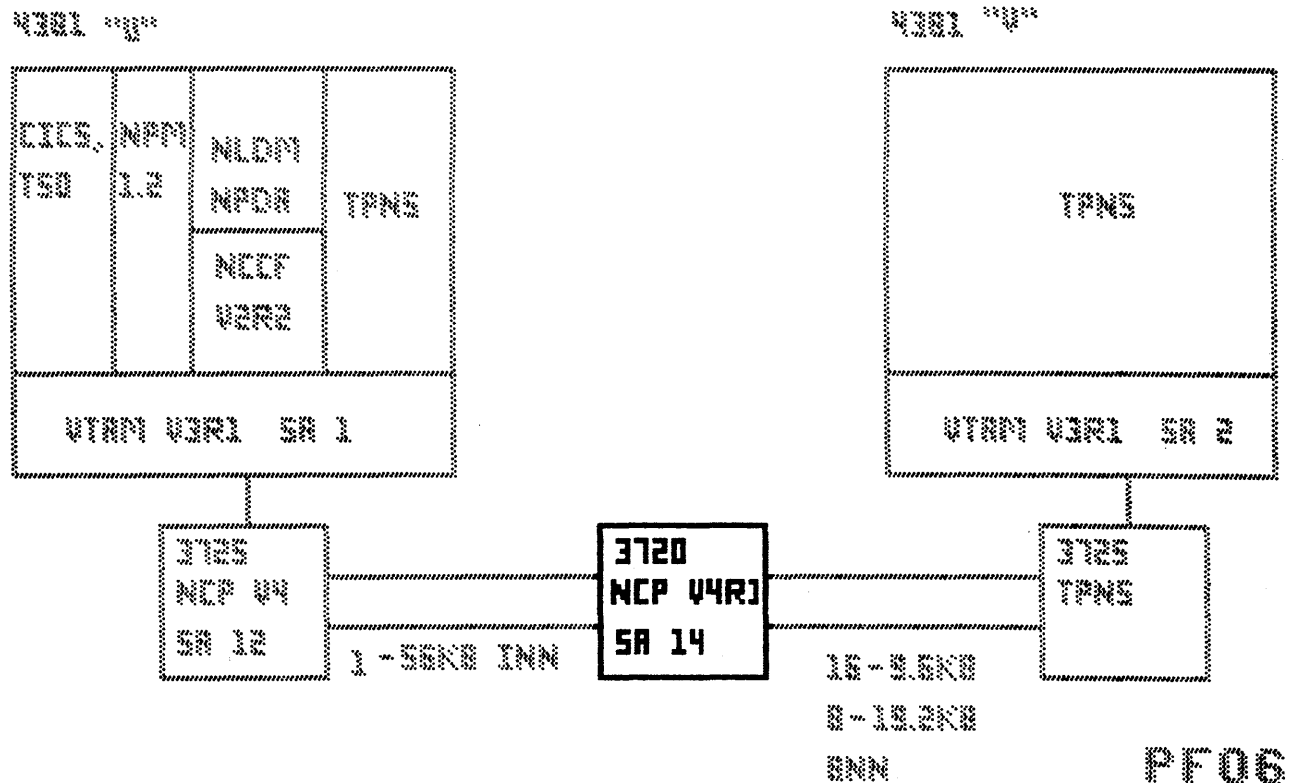 4381 "U"
4381 "V"
CICS,
TSO
NPM
1.2
NLDM
NPDA
NCCF
V2R2
TPNS
TPNS
VTAM V3R1 SA 1
VTAM V3R1 SA 2
3725
NCP V4
SA 12
1-56KB INN
3720
NCP V4R1
SA 14
16-9.6KB
8-19.2KB
BNN
3725
TPNS
PF06